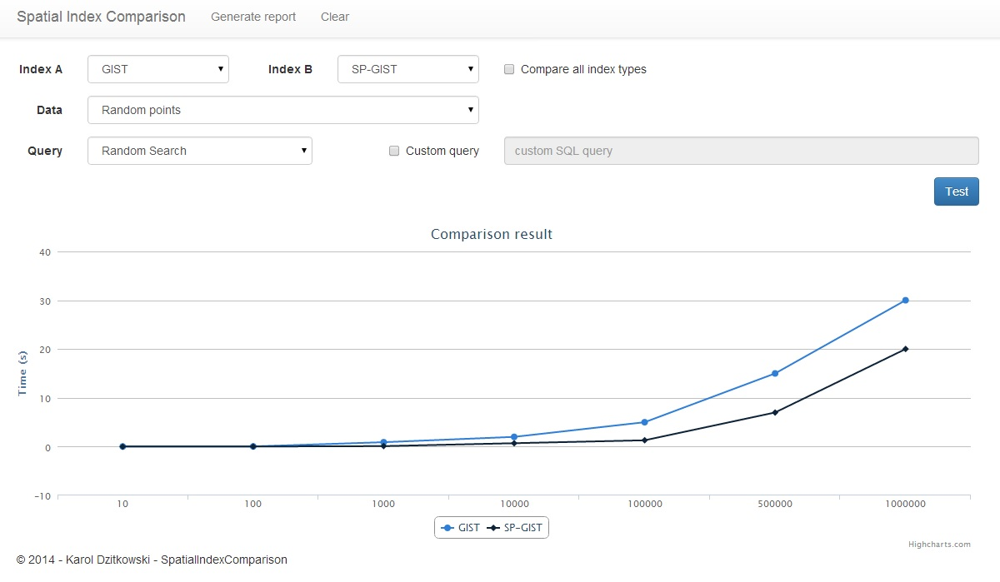 Spatial Index Comparison Generate report Clear
Index A GIST Index B SP-GIST Compare all index types
Data Random points
Query Random Search Custom query custom SQL query
Test
Comparison result
40
30
20
10
0
-10
Time (s)
10 100 1000 10000 100000 500000 1000000
GIST SP-GIST
Highcharts.com
© 2014 - Karol Dzitkowski - SpatialIndexComparison